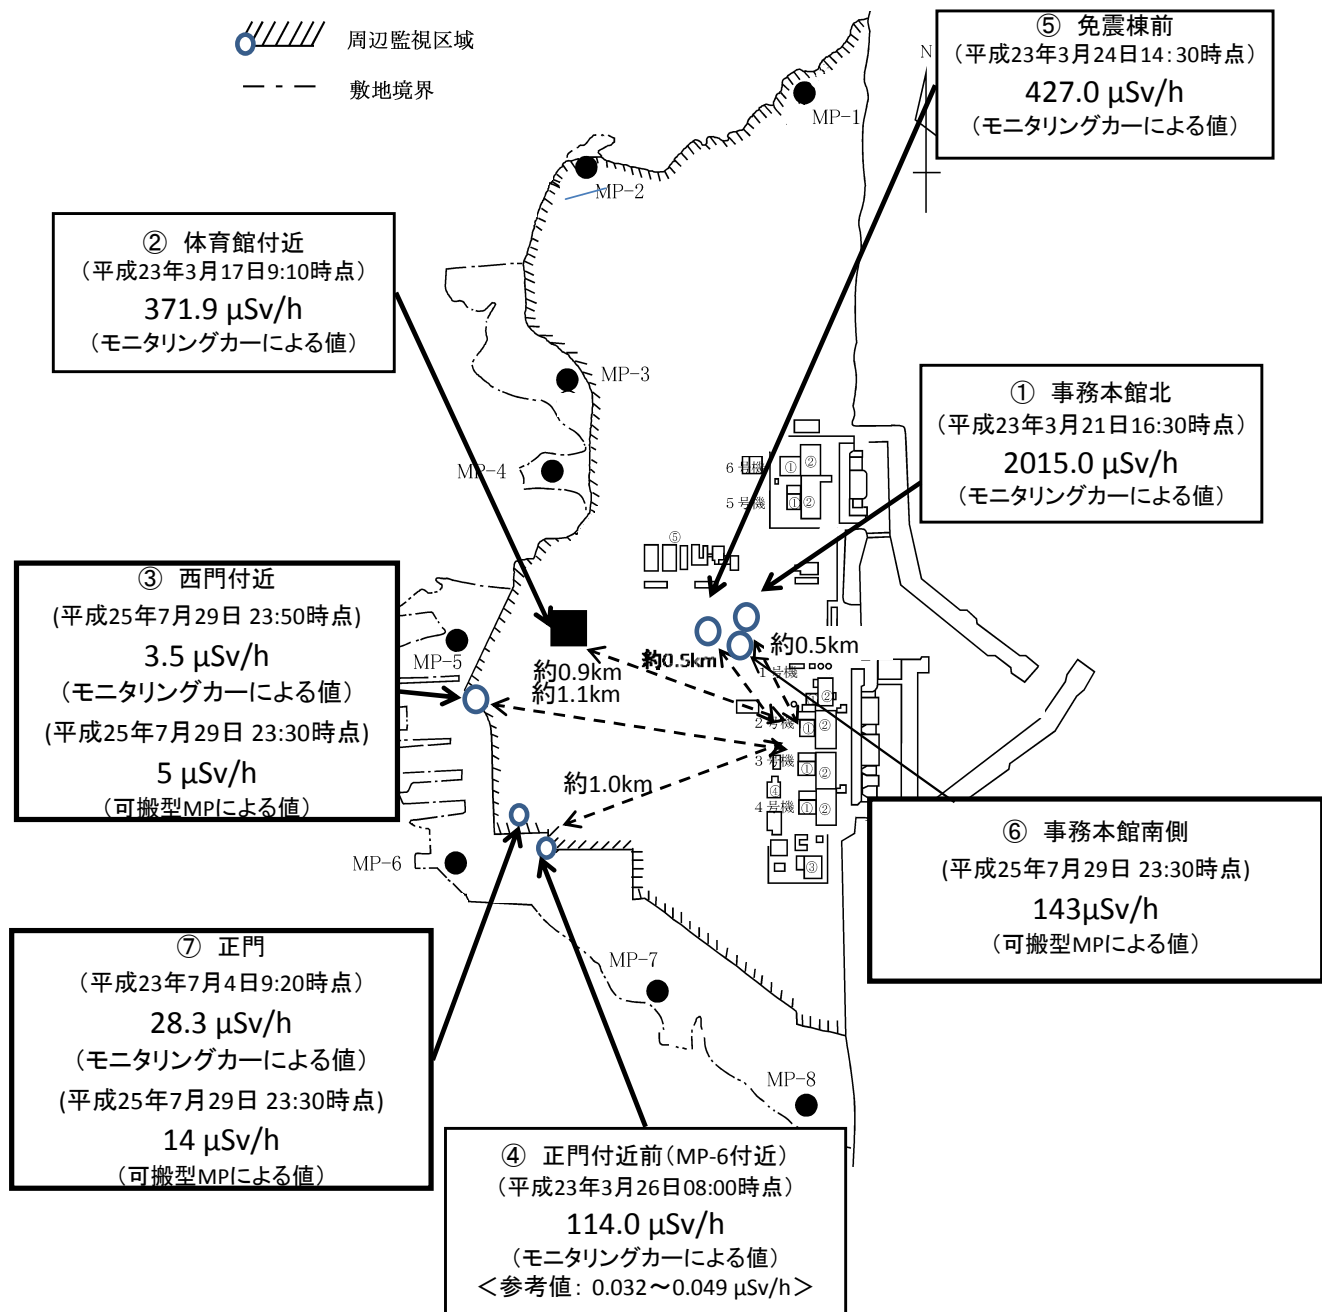 周辺監視区域
敷地境界
⑤ 免震棟前
（平成23年3月24日14：30時点）
427.0 µSv/h
（モニタリングカーによる値）
N
MP-1
MP-2
② 体育館付近
（平成23年3月17日9:10時点）
371.9 µSv/h
（モニタリングカーによる値）
MP-3
① 事務本館北
（平成23年3月21日16:30時点）
2015.0 µSv/h
（モニタリングカーによる値）
MP-4
6号機
①
②
5号機
①
②
⑤
③ 西門付近
(平成25年7月29日 23:50時点)
3.5 µSv/h
（モニタリングカーによる値）
(平成25年7月29日 23:30時点)
5 µSv/h
（可搬型MPによる値）
MP-5
約0.9km
約1.1km
約0.5km
約0.5km
1号機
②
2号機
①
②
3号機
①
②
④
4号機
①
②
③
約1.0km
MP-6
⑥ 事務本館南側
(平成25年7月29日 23:30時点)
143µSv/h
（可搬型MPによる値）
⑦ 正門
（平成23年7月4日9:20時点）
28.3 µSv/h
（モニタリングカーによる値）
(平成25年7月29日 23:30時点)
14 µSv/h
（可搬型MPによる値）
MP-7
MP-8
④ 正門付近前（MP-6付近）
（平成23年3月26日08:00時点）
114.0 µSv/h
（モニタリングカーによる値）
＜参考値： 0.032～0.049 µSv/h＞